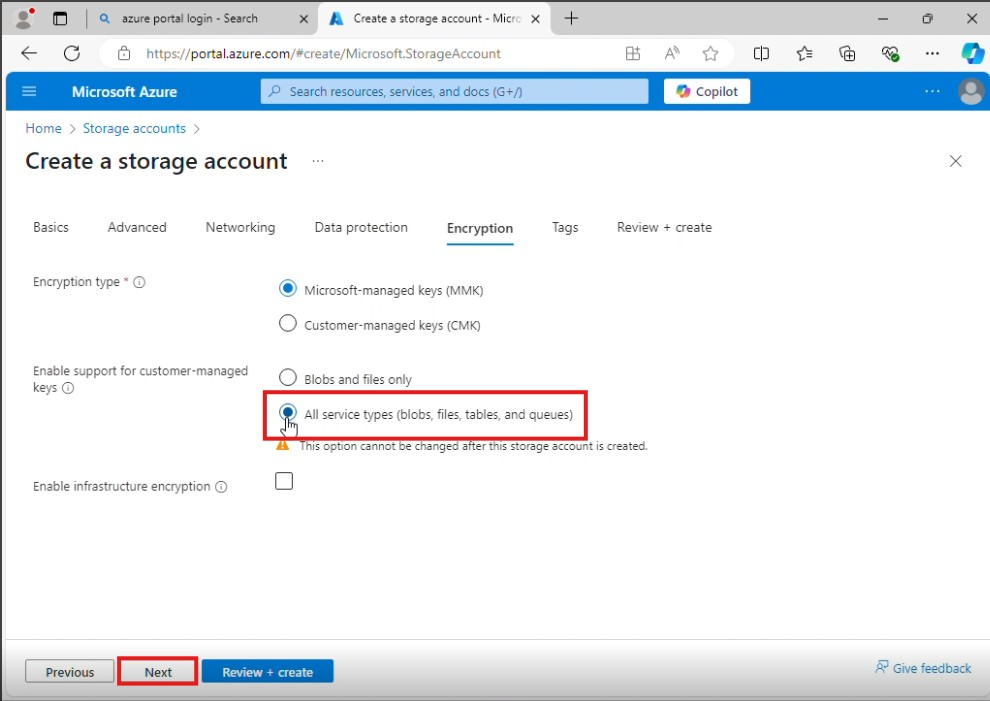 azure portal login - Search
Create a storage account - Micro
https://portal.azure.com/#create/Microsoft.StorageAccount
Microsoft Azure
Search resources, services, and docs (G+/)
Copilot
Home > Storage accounts >
Create a storage account ...
Basics Advanced Networking Data protection Encryption Tags Review + create
Encryption type *
Microsoft-managed keys (MMK)
Customer-managed keys (CMK)
Enable support for customer-managed
keys
Blobs and files only
All service types (blobs, files, tables, and queues)
This option cannot be changed after this storage account is created.
Enable infrastructure encryption
Previous Next Review + create Give feedback